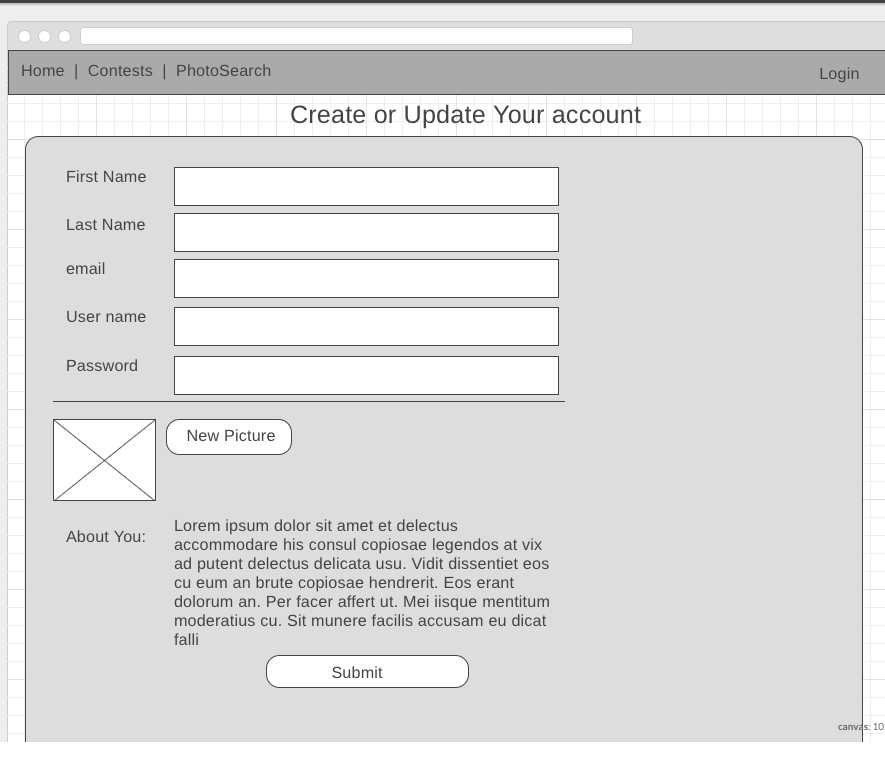 Home | Contests | PhotoSearch
Login
Create or Update Your account
First Name
Last Name
email
User name
Password
New Picture
About You:
Lorem ipsum dolor sit amet et delectus
accommodare his consul copiosae legendos at vix
ad putent delectus delicata usu. Vidit dissentiet eos
cu eum an brute copiosae hendrerit. Eos erant
dolorum an. Per facer affert ut. Mei iisque mentitum
moderatius cu. Sit munere facilis accusam eu dicat
falli
Submit
canvas: